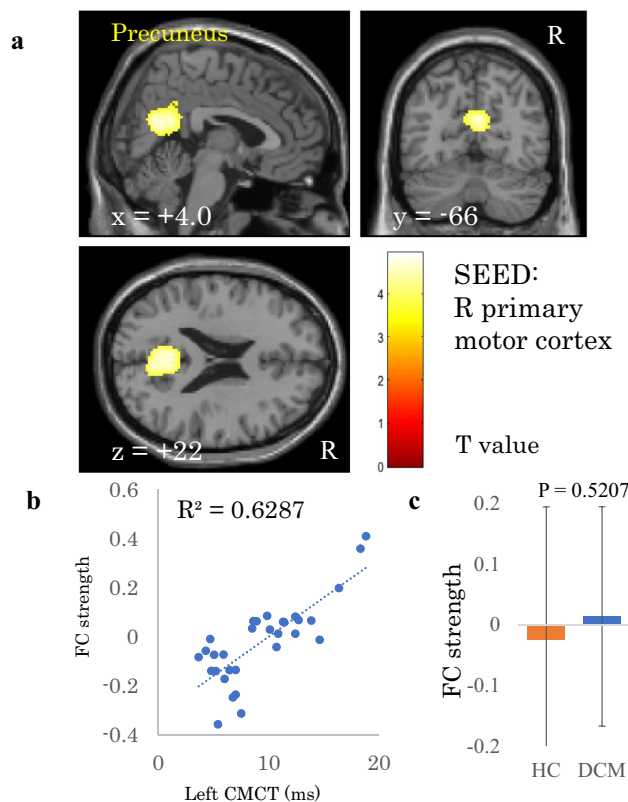 a
Precuneus
x = +4.0
R
y = -66
z = +22
R
4
3
2
1
0
SEED:
R primary
motor cortex
T value
b
R² = 0.6287
FC strength
0.6
0.4
0.2
0
-0.2
-0.4
0
10
20
Left CMCT (ms)
c
P = 0.5207
FC strength
0.2
0.1
0
-0.1
-0.2
HC
DCM